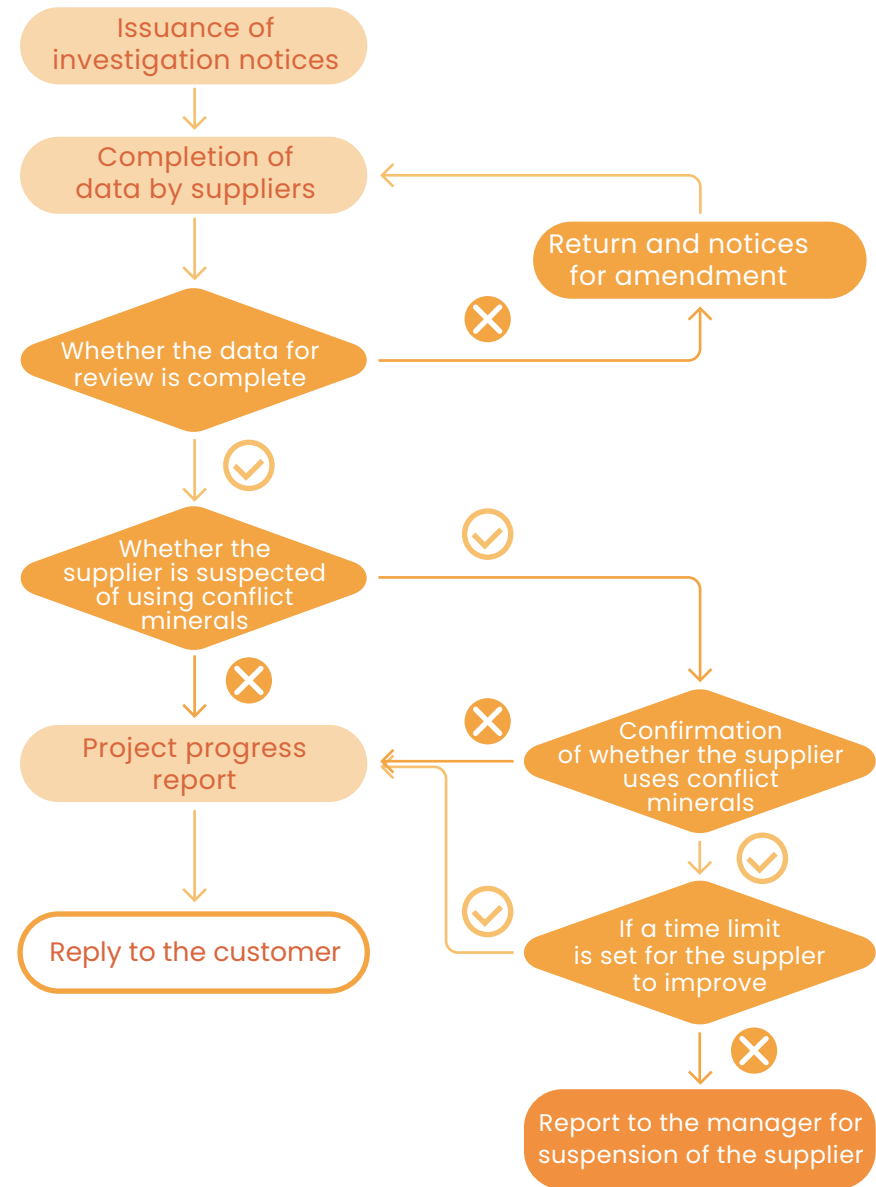 Issuance of
investigation notices
Completion of
data by suppliers
Return and notices
for amendment
Whether the data for
review is complete
Whether the
supplier is suspected
of using conflict
minerals
Project progress
report
Confirmation
of whether the supplier
uses conflict
minerals
Reply to the customer
If a time limit
is set for the suppler
to improve
Report to the manager for
suspension of the supplier